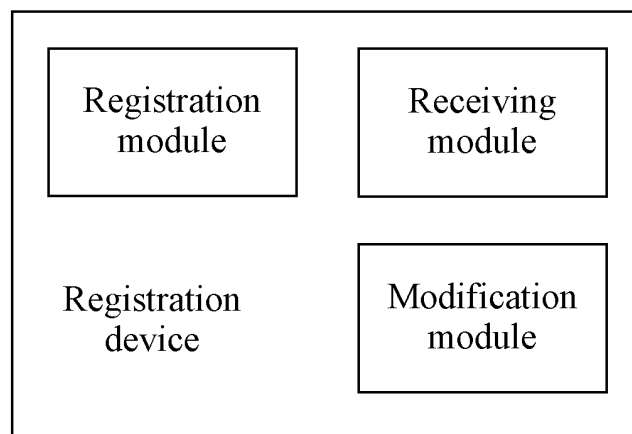 Registration
module
Receiving
module
Registration
device
Modification
module